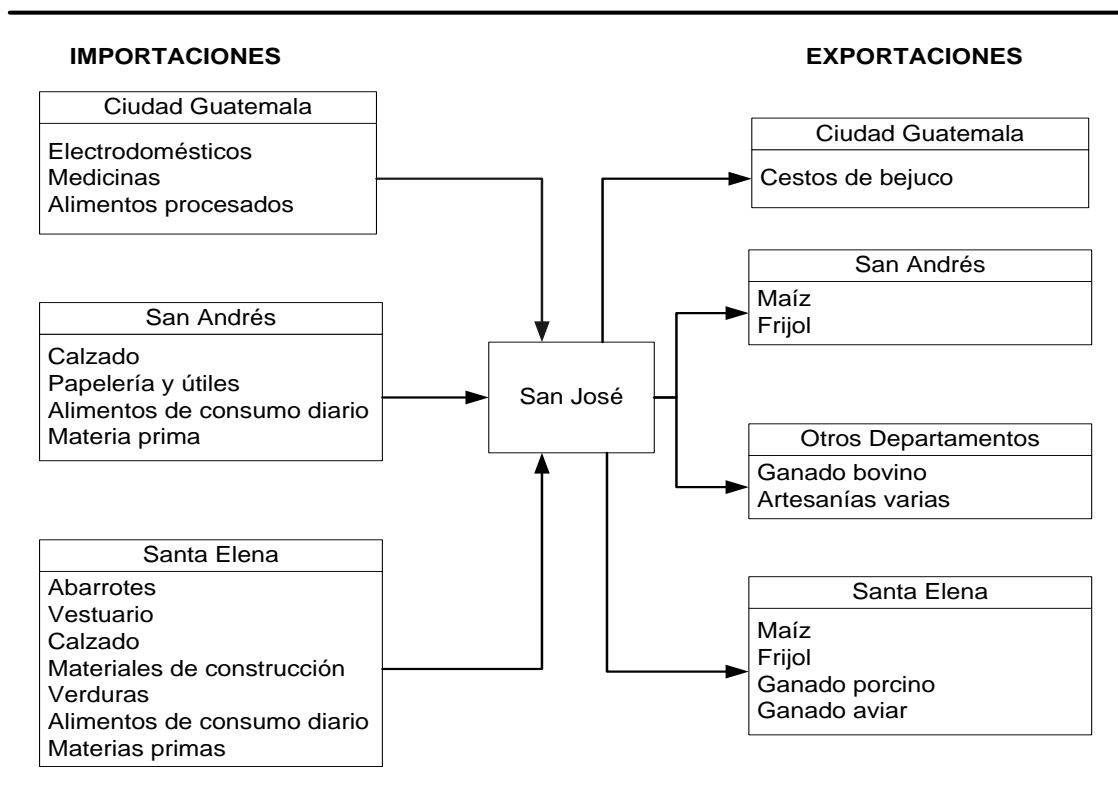 IMPORTACIONES
EXPORTACIONES
Ciudad Guatemala
Electrodomésticos
Medicinas
Alimentos procesados
San Andrés
Calzado
Papelería y útiles
Alimentos de consumo diario
Materia prima
Santa Elena
Abarrotes
Vestuario
Calzado
Materiales de construcción
Verduras
Alimentos de consumo diario
Materias primas
San José
Ciudad Guatemala
Cestos de bejuco
San Andrés
Maíz
Frijol
Otros Departamentos
Ganado bovino
Artesanías varias
Santa Elena
Maíz
Frijol
Ganado porcino
Ganado aviar